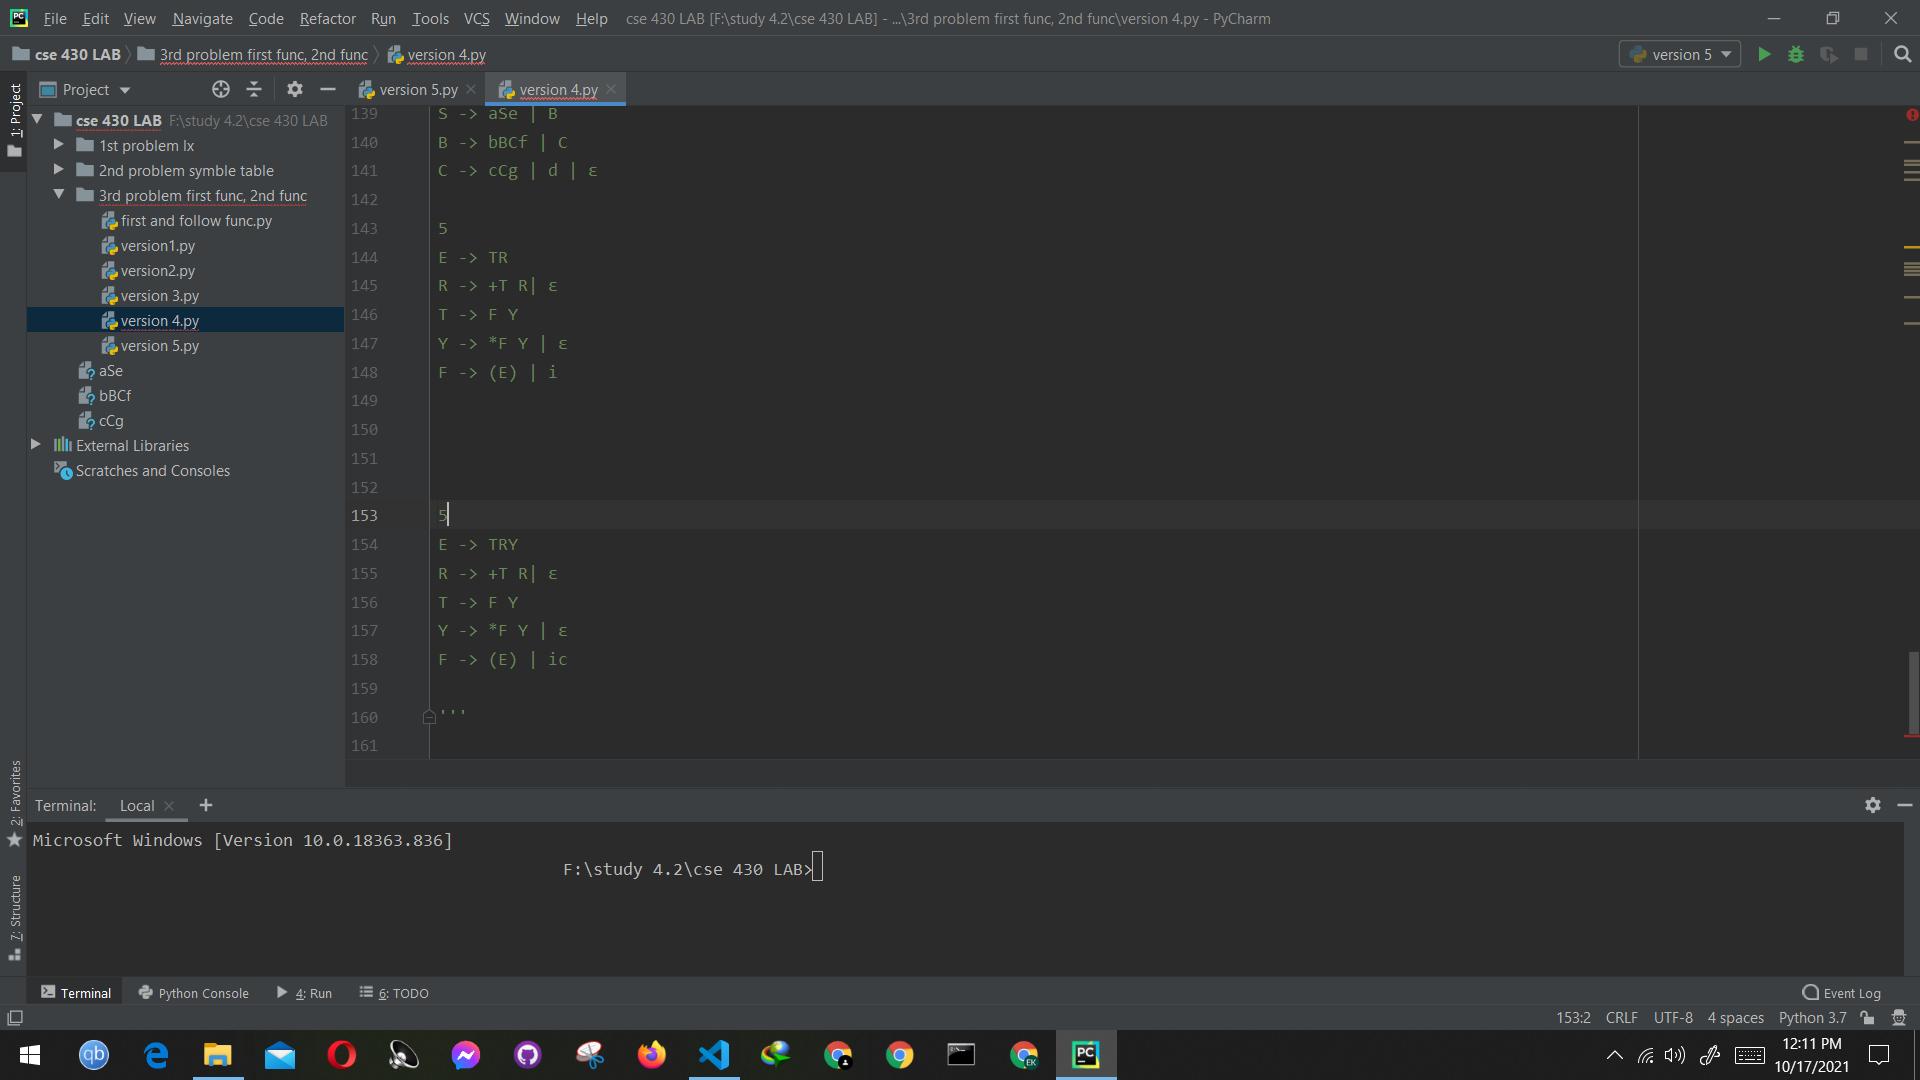 PC File Edit View Navigate Code Refactor Run Tools VCS Window Help cse 430 LAB [F:\study 4.2\cse 430 LAB] - ...\3rd problem first func, 2nd func\version 4.py - PyCharm
cse 430 LAB 3rd problem first func, 2nd func version 4.py version 5
1: Project
Project
version 5.py
version 4.py
cse 430 LAB F:\study 4.2\cse 430 LAB
1st problem lx
2nd problem symble table
3rd problem first func, 2nd func
first and follow func.py
version1.py
version2.py
version 3.py
version 4.py
version 5.py
aSe
bBCf
cCg
External Libraries
Scratches and Consoles
139 S -> aSe | B
140 B -> bBCf | C
141 C -> cCg | d | ε
142
143 5
144 E -> TR
145 R -> +T R| ε
146 T -> F Y
147 Y -> *F Y | ε
148 F -> (E) | i
149
150
151
152
153 5
154 E -> TRY
155 R -> +T R| ε
156 T -> F Y
157 Y -> *F Y | ε
158 F -> (E) | ic
159
160 '''
161
2: Favorites
7: Structure
Terminal: Local
Microsoft Windows [Version 10.0.18363.836]
F:\study 4.2\cse 430 LAB>
Terminal Python Console 4: Run 6: TODO Event Log
153:2 CRLF UTF-8 4 spaces Python 3.7
qb EK PC 12:11 PM
10/17/2021